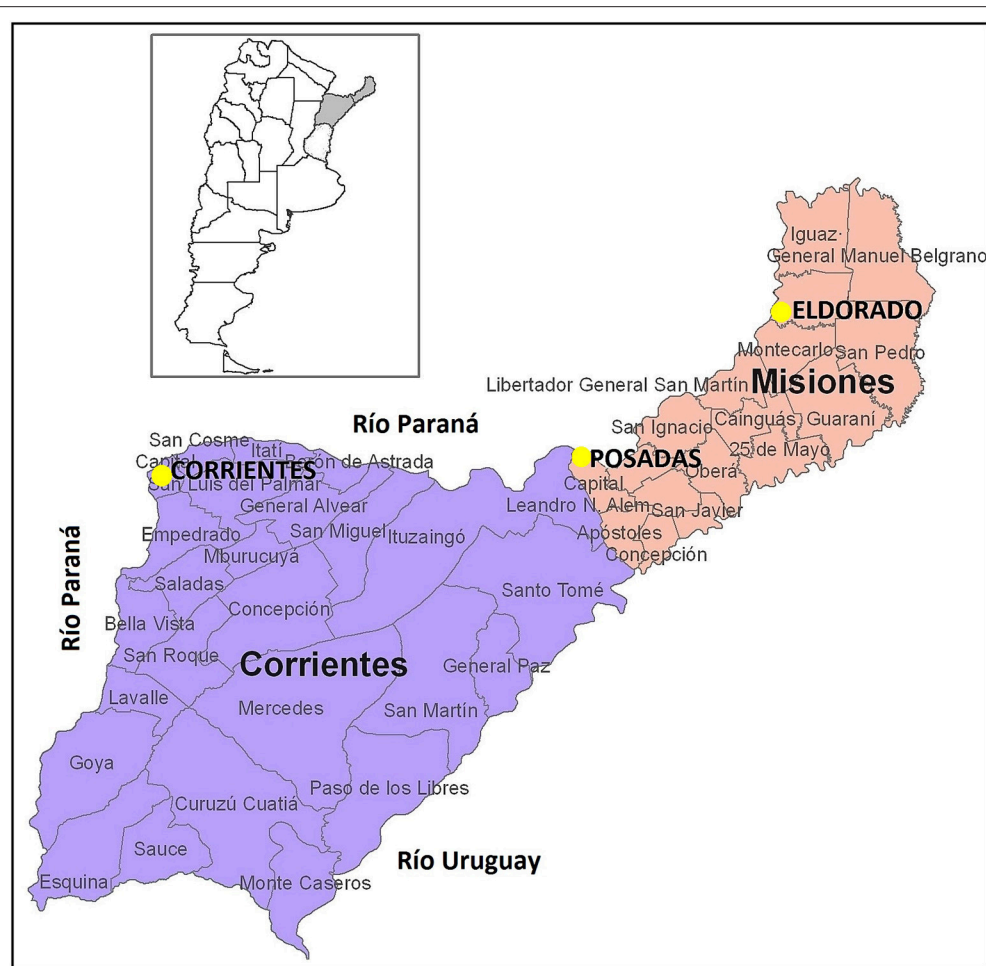 Iguaz·
General Manuel Belgrano
ELDORADO
Montecarlo
San Pedro
Libertador General San Martín
Misiones
Río Paraná
San Ignacio
Cainguás
Guaraní
San Cosme
Itatí
25 de Mayo
Capital
CORRIENTES
Berón de Astrada
POSADAS
Oberá
San Luis del Palmar
Capital
General Alvear
Leandro N. Alem
San Javier
Empedrado
San Miguel
Ituzaingó
Apóstoles
Mburucuyá
Concepción
Río Paraná
Saladas
Santo Tomé
Concepción
Bella Vista
San Roque
Corrientes
General Paz
Lavalle
Mercedes
San Martín
Goya
Paso de los Libres
Curuzú Cuatiá
Sauce
Río Uruguay
Esquina
Monte Caseros